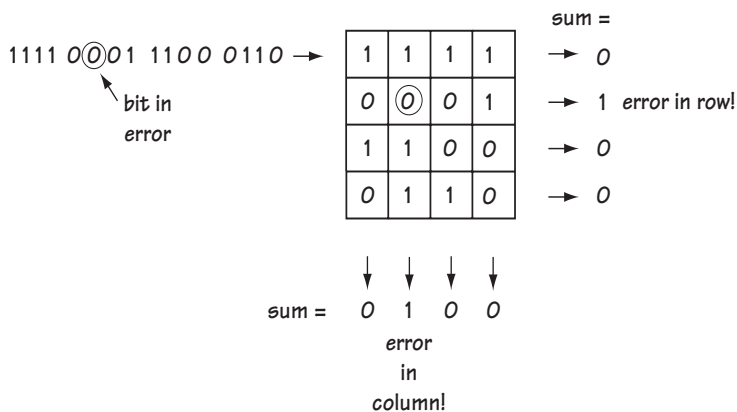 sum =
1111 0001 1100 0110 → 1 1 1 1 → 0
bit in
error
0 0 0 1 → 1 error in row!
1 1 0 0 → 0
0 1 1 0 → 0
sum = 0 1 0 0
error
in
column!